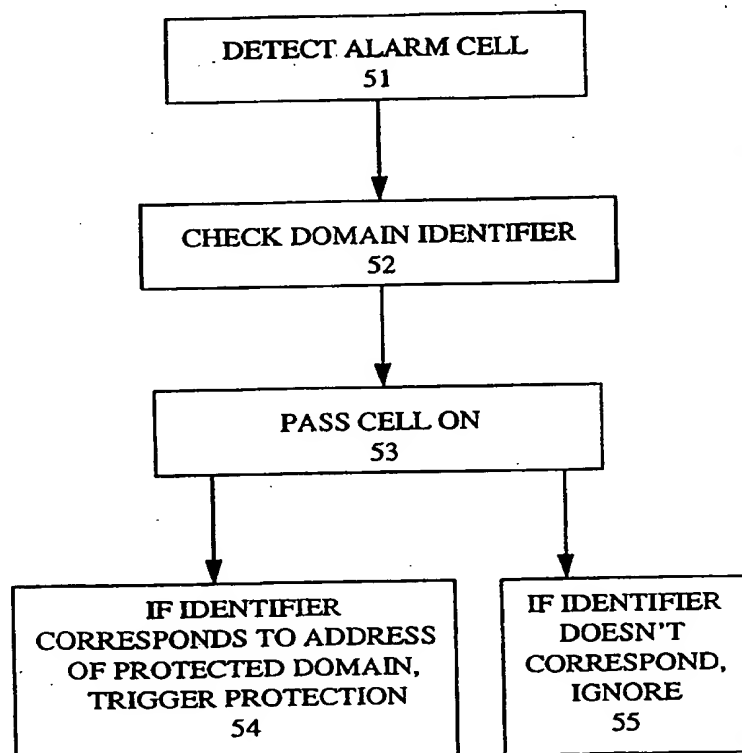 DETECT ALARM CELL
51
CHECK DOMAIN IDENTIFIER
52
PASS CELL ON
53
IF IDENTIFIER
CORRESPONDS TO ADDRESS
OF PROTECTED DOMAIN,
TRIGGER PROTECTION
54
IF IDENTIFIER
DOESN'T
CORRESPOND,
IGNORE
55